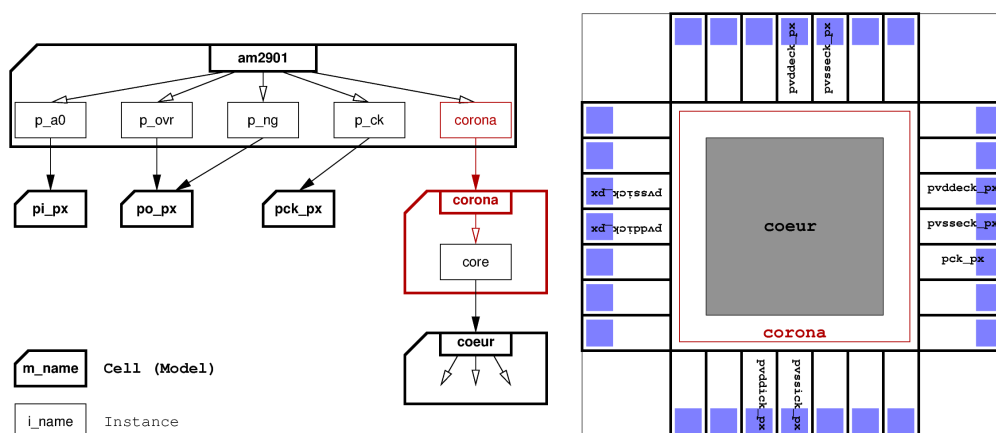 am2901
p_a0
p_ovr
p_ng
p_ck
corona
pi_px
po_px
pck_px
corona
core
coeur
m_name
Cell (Model)
i_name
Instance
pvddeck_px
pvsseck_px
pvssick_px
pvddick_px
pvddeck_px
pvsseck_px
pck_px
coeur
corona
pvddick_px
pvssick_px